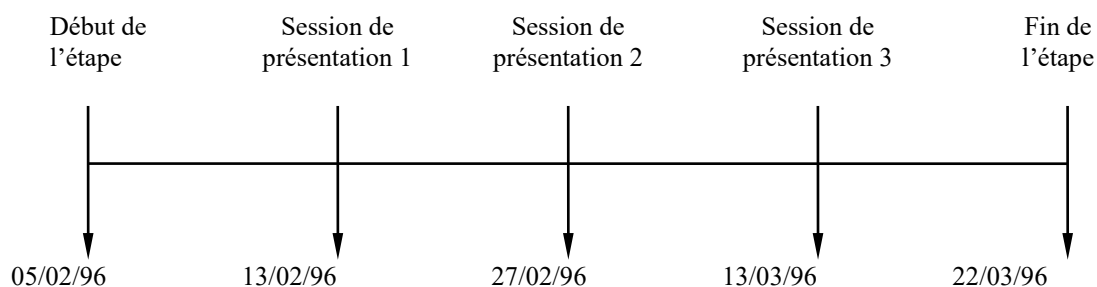 Début de
l’étape
Session de
présentation 1
Session de
présentation 2
Session de
présentation 3
Fin de
l’étape
05/02/96
13/02/96
27/02/96
13/03/96
22/03/96